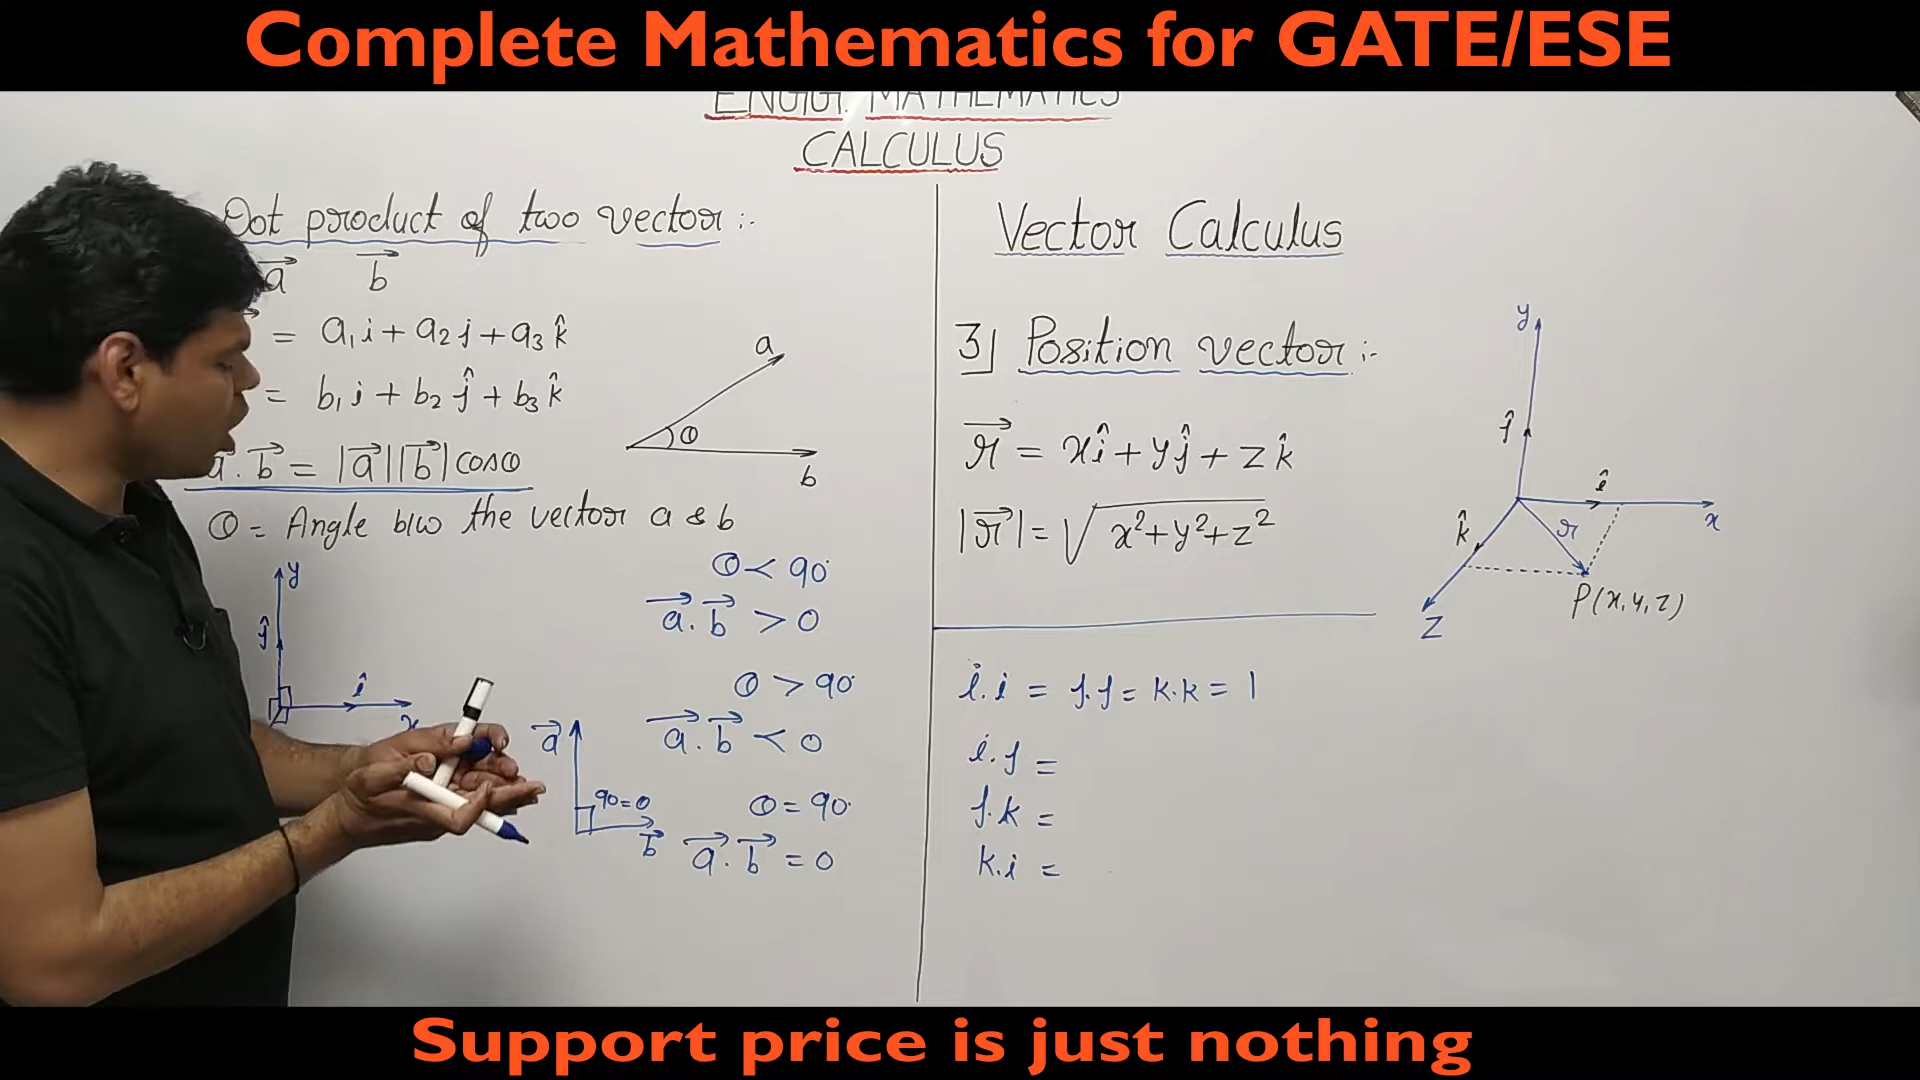 Complete Mathematics for GATE/ESE
ENGG. MATHEMATICS
CALCULUS
Dot product of two vector :-
a⃗ b⃗
= a₁i + a₂j + a₃k̂
= b₁i + b₂ĵ + b₃k̂
a⃗.b⃗ = |a⃗||b⃗|cosθ
θ = Angle b/w the vector a & b
a
θ
b
y
ĵ
î
x
θ < 90°
a⃗.b⃗ > 0
θ > 90°
a⃗.b⃗ < 0
a⃗
90=θ
b⃗
θ = 90°
a⃗.b⃗ = 0
Vector Calculus
3] Position vector :-
r⃗ = xî + yĵ + zk̂
|r⃗| = √x²+y²+z²
y
ĵ
î
x
k̂
r
z
P(x,y,z)
i.i = j.j = k.k = 1
i.j =
j.k =
k.i =
Support price is just nothing